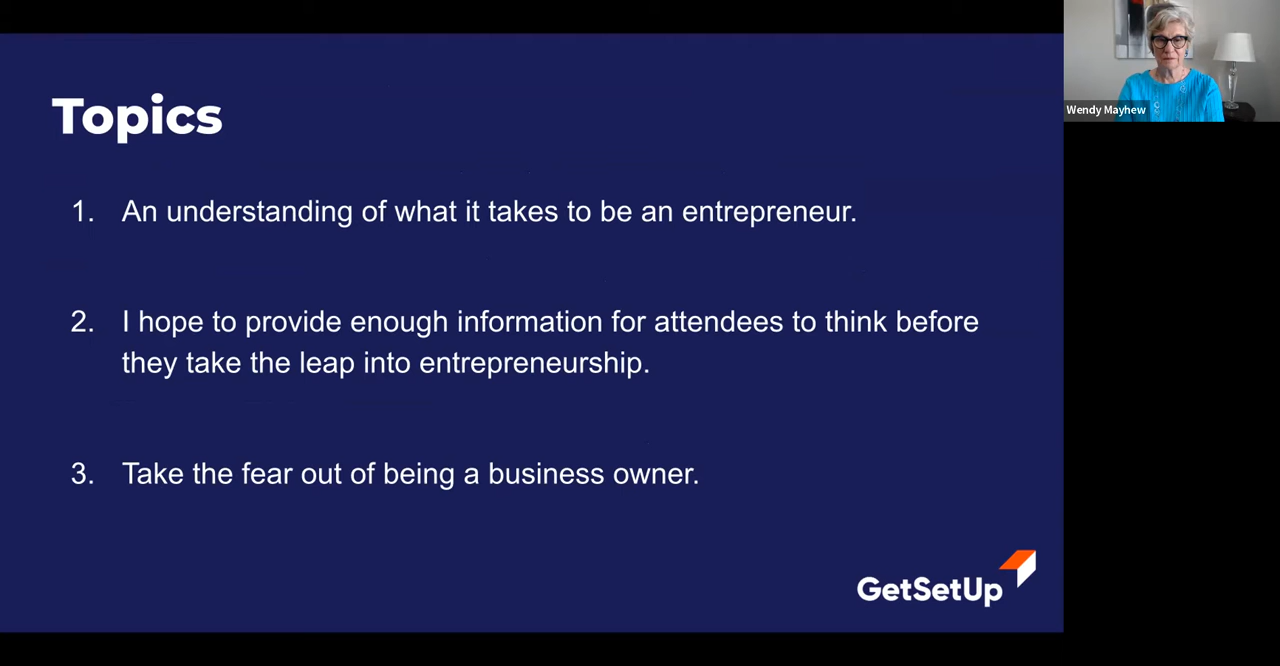 Topics
1. An understanding of what it takes to be an entrepreneur.
2. I hope to provide enough information for attendees to think before
they take the leap into entrepreneurship.
3. Take the fear out of being a business owner.
GetSetUp
Wendy Mayhew